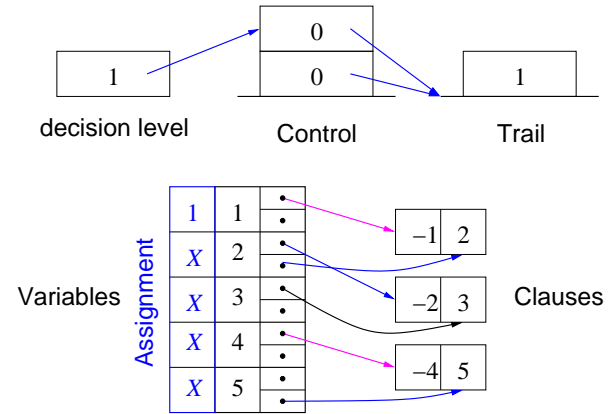 0
1 0 1
decision level Control Trail
1 1
−1 2
X 2
Variables Assignment X 3 −2 3 Clauses
X 4
−4 5
X 5